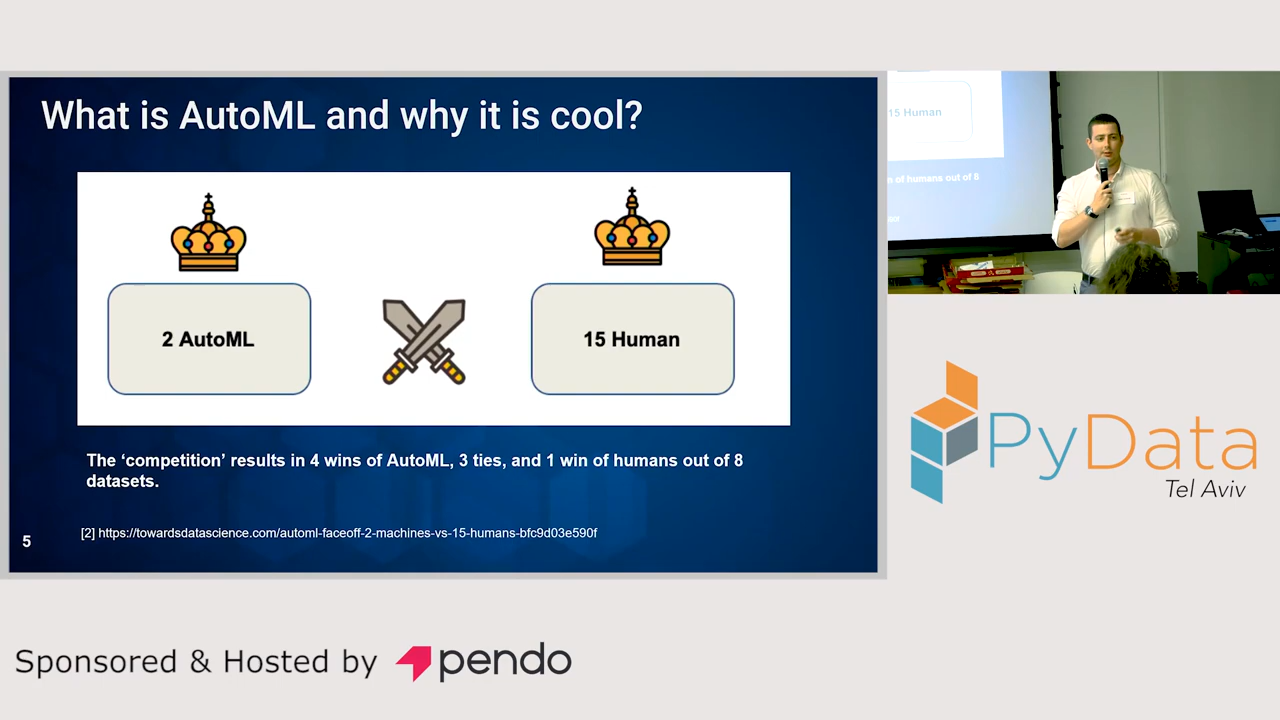 What is AutoML and why it is cool?
2 AutoML
15 Human
The ‘competition’ results in 4 wins of AutoML, 3 ties, and 1 win of humans out of 8
datasets.
[2] https://towardsdatascience.com/automl-faceoff-2-machines-vs-15-humans-bfc9d03e590f
5
15 Human
of humans out of 8
PyData
Tel Aviv
Sponsored & Hosted by pendo